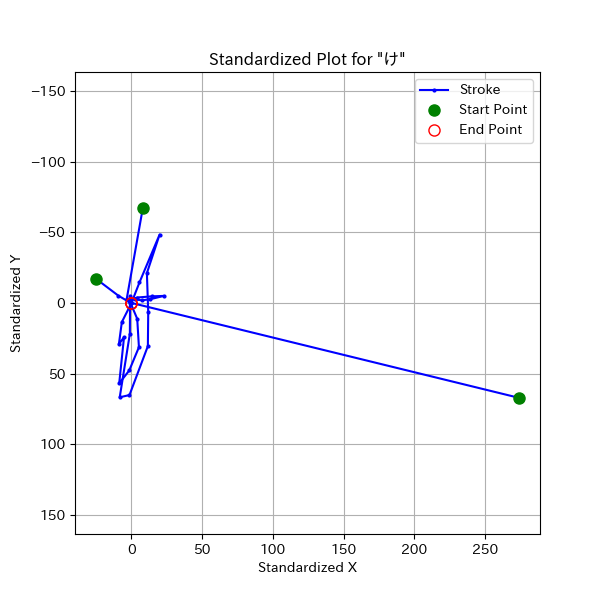 Standardized Plot for "け"
Stroke
Start Point
End Point
−150
−100
−50
0
50
100
150
Standardized Y
0
50
100
150
200
250
Standardized X